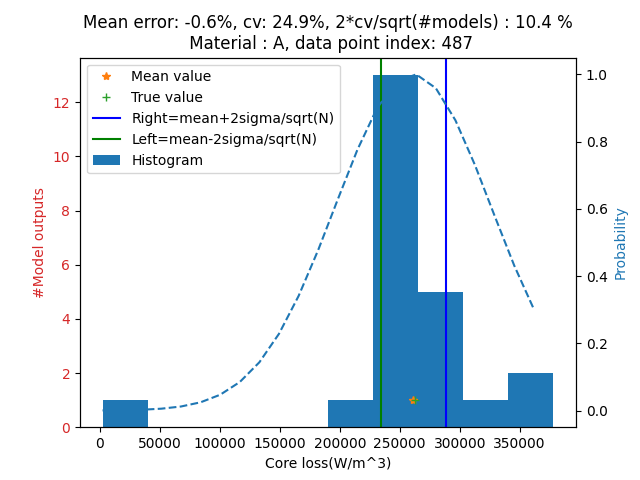 Mean error: -0.6%, cv: 24.9%, 2*cv/sqrt(#models) : 10.4 %
Material : A, data point index: 487
Mean value
True value
Right=mean+2sigma/sqrt(N)
Left=mean-2sigma/sqrt(N)
Histogram
#Model outputs
0
2
4
6
8
10
12
Probability
0.0
0.2
0.4
0.6
0.8
1.0
0 50000 100000 150000 200000 250000 300000 350000
Core loss(W/m^3)